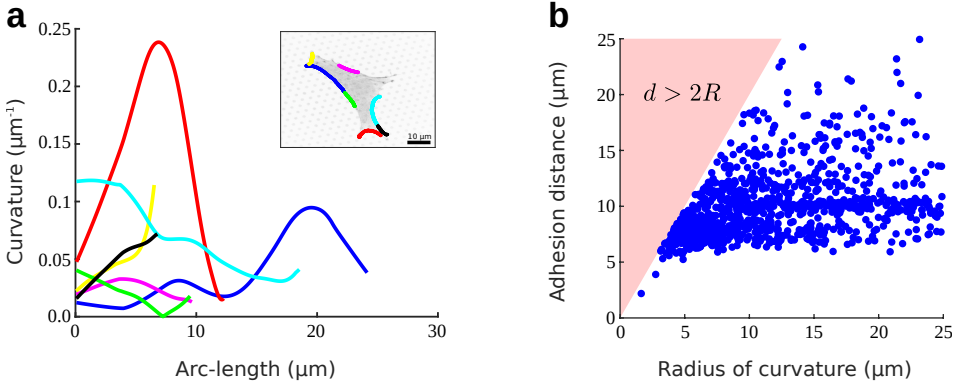 a
Curvature (μm⁻¹)
0.25
0.2
0.15
0.1
0.05
0.0
0
10
20
30
Arc-length (μm)
10 μm
b
Adhesion distance (μm)
25
20
15
10
5
0
0
5
10
15
20
25
Radius of curvature (μm)
d > 2R